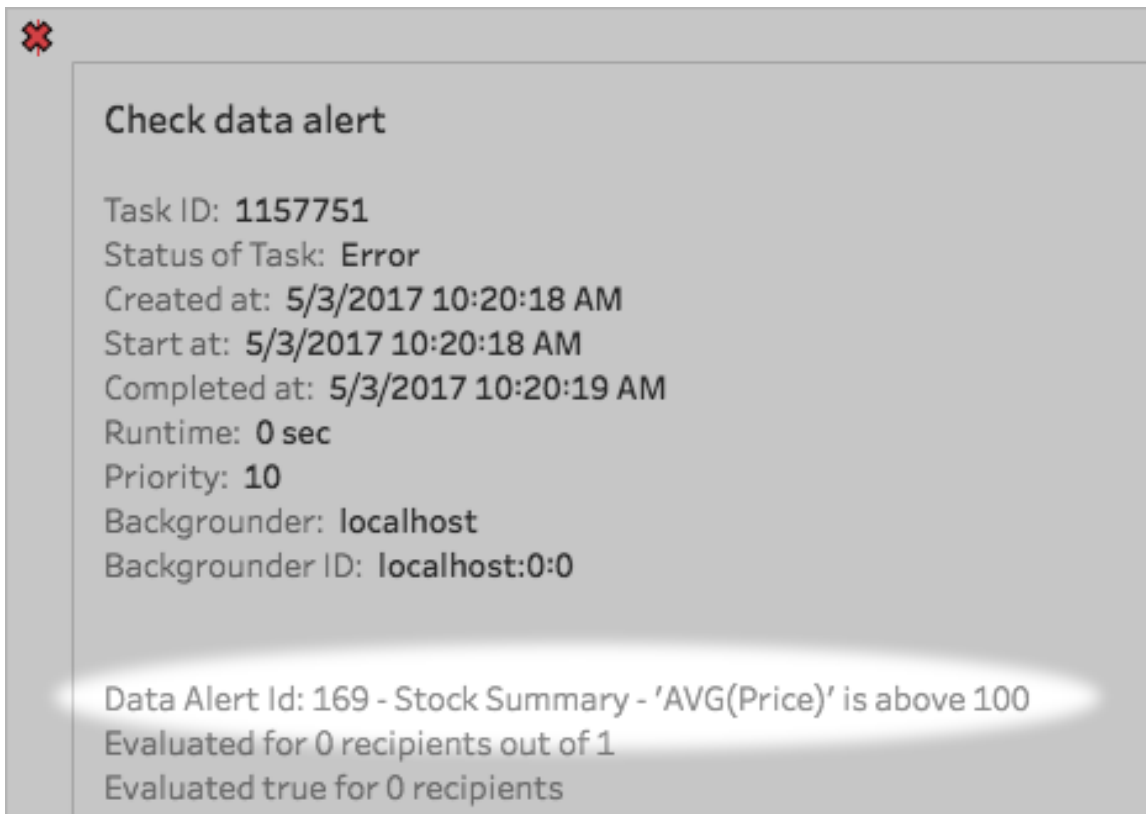 Check data alert
Task ID: 1157751
Status of Task: Error
Created at: 5/3/2017 10:20:18 AM
Start at: 5/3/2017 10:20:18 AM
Completed at: 5/3/2017 10:20:19 AM
Runtime: 0 sec
Priority: 10
Backgrounder: localhost
Backgrounder ID: localhost:0:0
Data Alert Id: 169 - Stock Summary - 'AVG(Price)' is above 100
Evaluated for 0 recipients out of 1
Evaluated true for 0 recipients